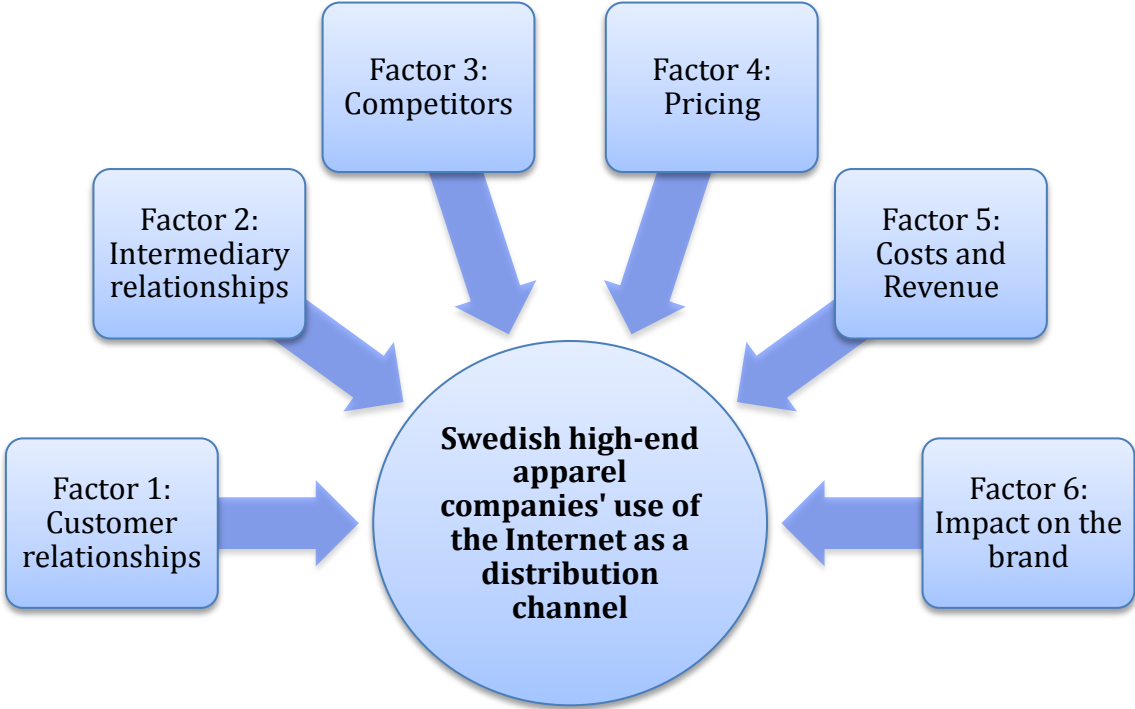 Factor 1:
Customer
relationships
Factor 2:
Intermediary
relationships
Factor 3:
Competitors
Factor 4:
Pricing
Factor 5:
Costs and
Revenue
Factor 6:
Impact on the
brand
Swedish high-end
apparel
companies' use of
the Internet as a
distribution
channel